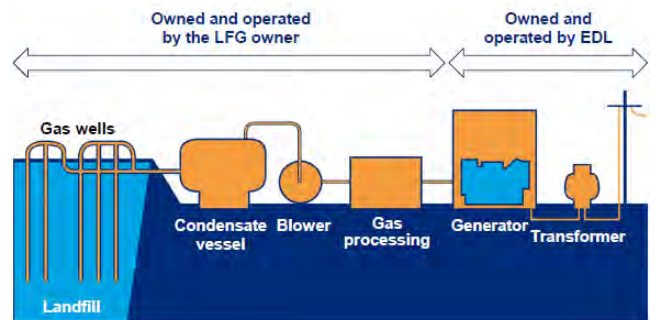 Owned and operated
by the LFG owner
Owned and
operated by EDL
Gas wells
Condensate
vessel
Blower
Gas
processing
Generator
Transformer
Landfill